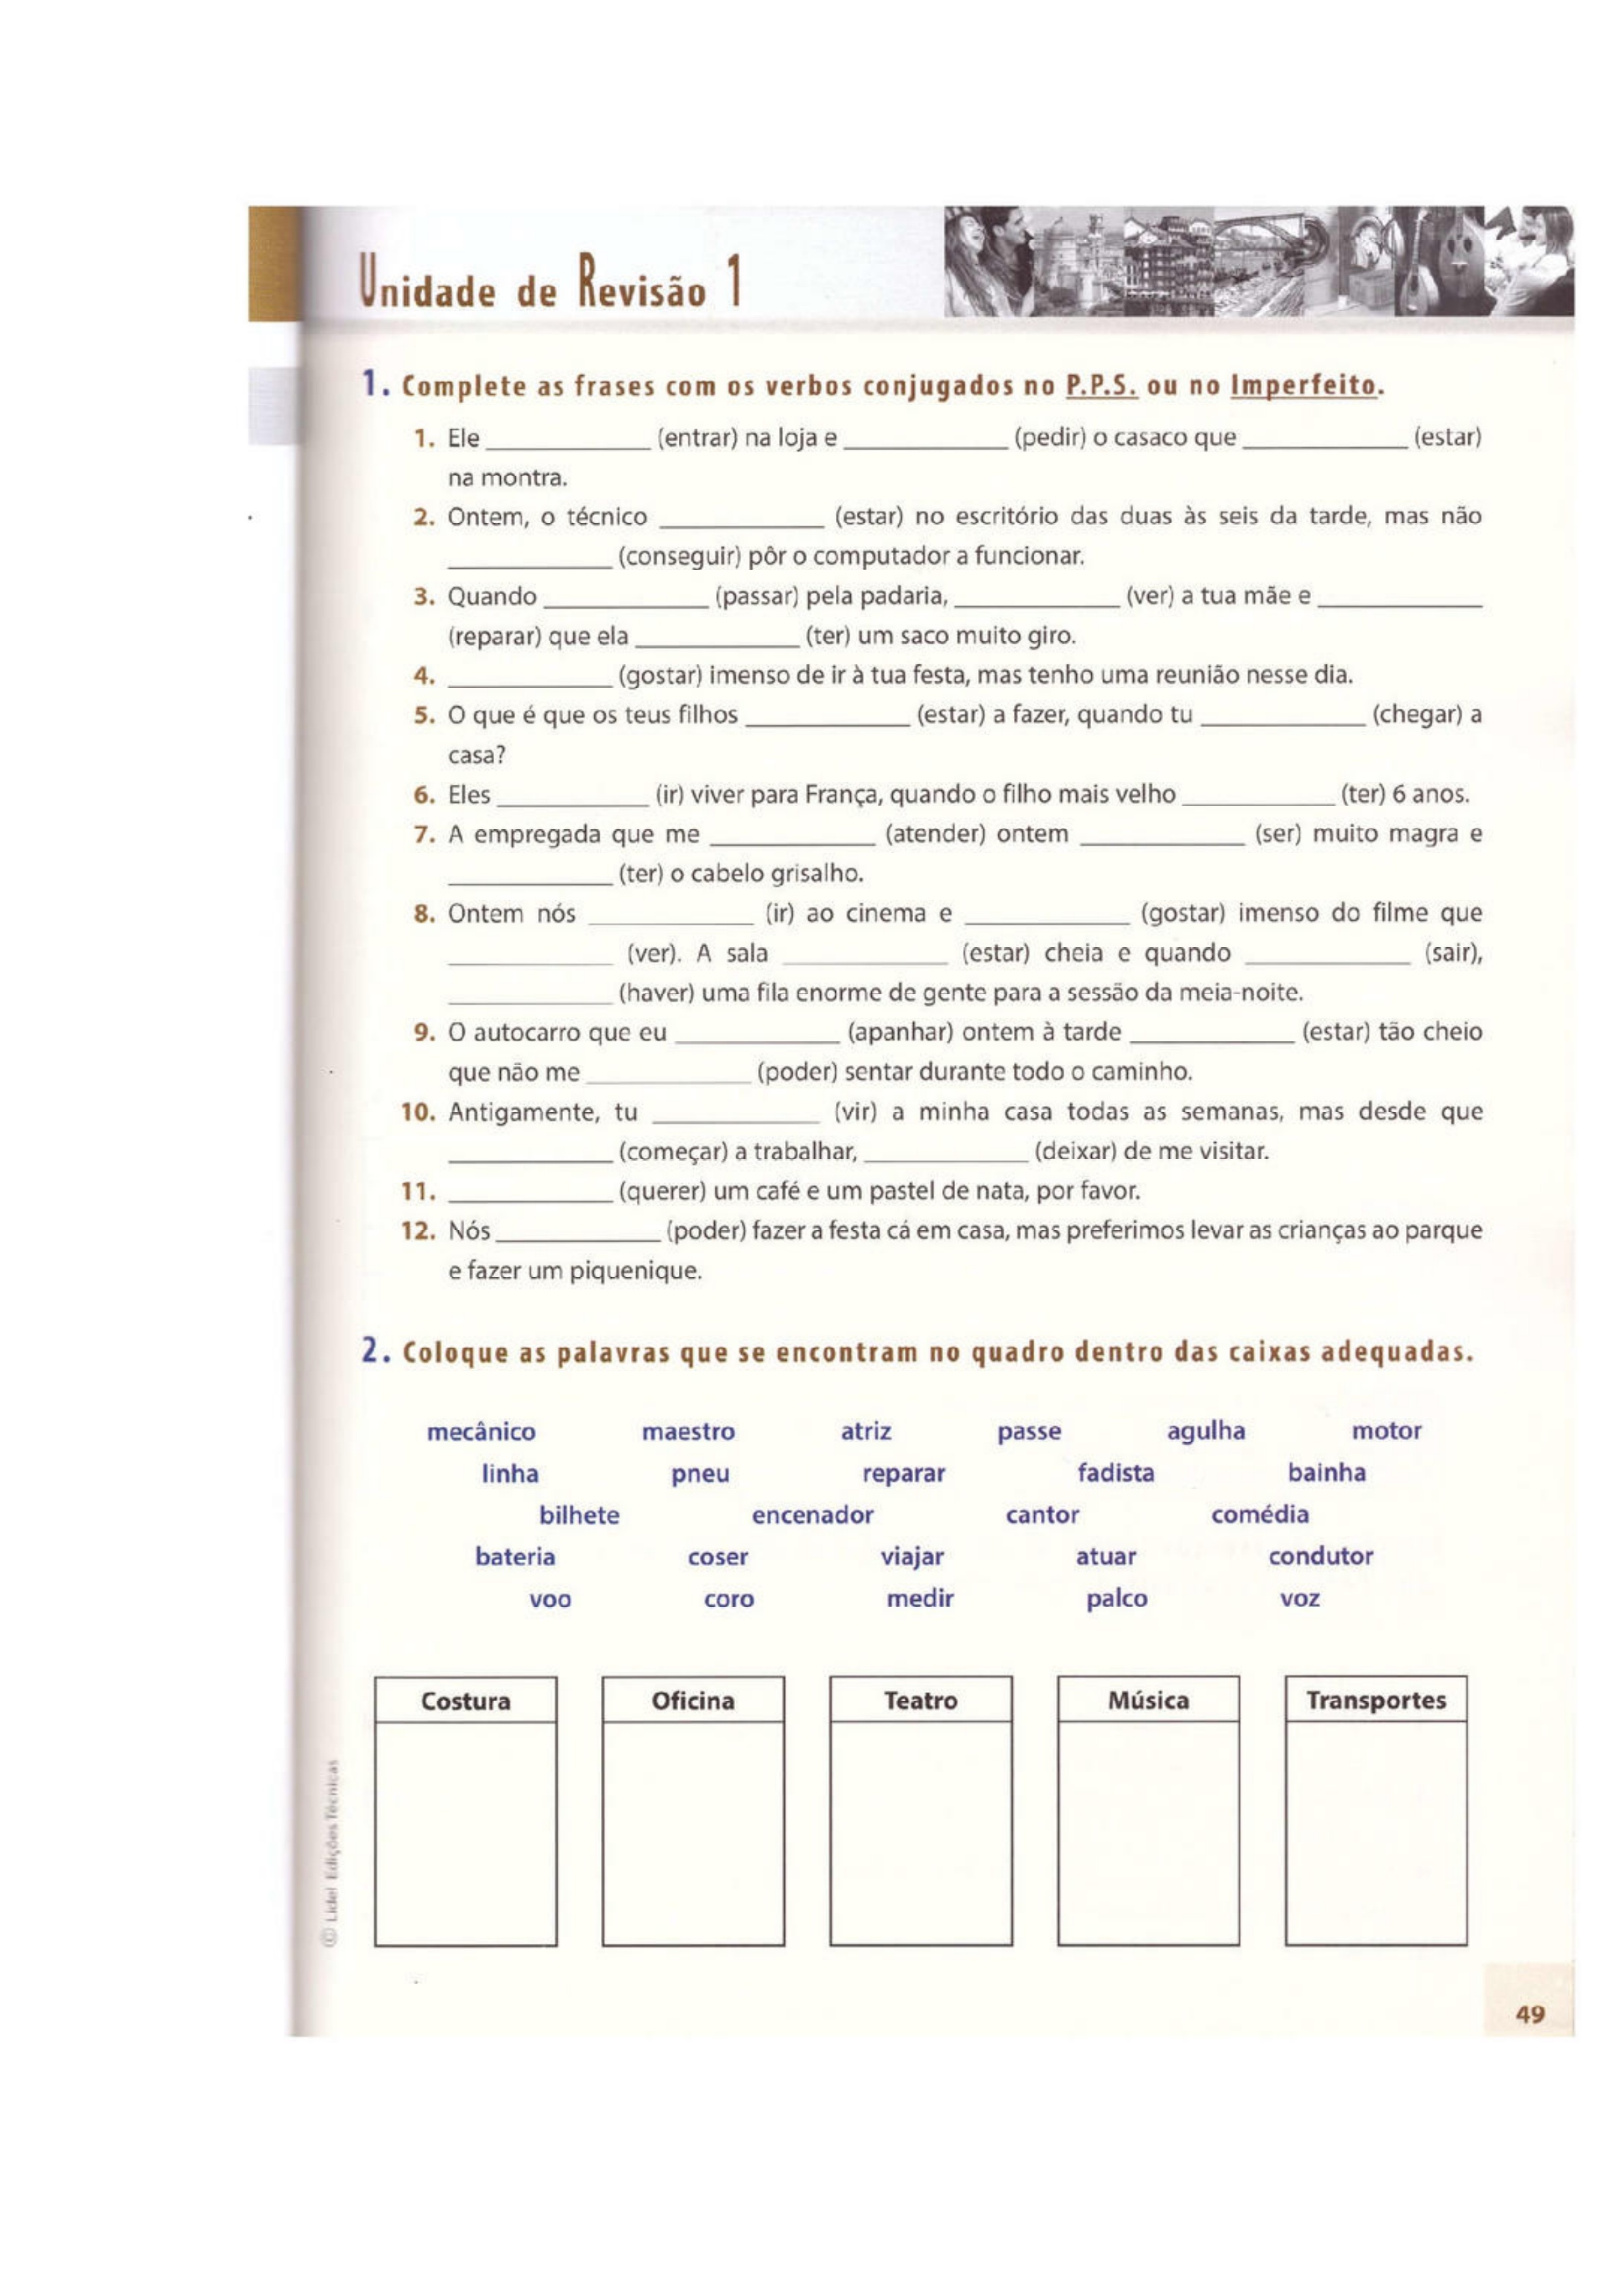 Unidade de Revisão 1
1. Complete as frases com os verbos conjugados no P.P.S. ou no Imperfeito.
1. Ele ____________ (entrar) na loja e ____________ (pedir) o casaco que ____________ (estar)
na montra.
2. Ontem, o técnico ____________ (estar) no escritório das duas às seis da tarde, mas não
____________ (conseguir) pôr o computador a funcionar.
3. Quando ____________ (passar) pela padaria, ____________ (ver) a tua mãe e ____________
(reparar) que ela ____________ (ter) um saco muito giro.
4. ____________ (gostar) imenso de ir à tua festa, mas tenho uma reunião nesse dia.
5. O que é que os teus filhos ____________ (estar) a fazer, quando tu ____________ (chegar) a
casa?
6. Eles ___________ (ir) viver para França, quando o filho mais velho ___________ (ter) 6 anos.
7. A empregada que me ____________ (atender) ontem ____________ (ser) muito magra e
____________ (ter) o cabelo grisalho.
8. Ontem nós ____________ (ir) ao cinema e ____________ (gostar) imenso do filme que
____________ (ver). A sala ____________ (estar) cheia e quando ____________ (sair),
____________ (haver) uma fila enorme de gente para a sessão da meia-noite.
9. O autocarro que eu ____________ (apanhar) ontem à tarde ____________ (estar) tão cheio
que não me ____________ (poder) sentar durante todo o caminho.
10. Antigamente, tu ____________ (vir) a minha casa todas as semanas, mas desde que
____________ (começar) a trabalhar, ____________ (deixar) de me visitar.
11. ____________ (querer) um café e um pastel de nata, por favor.
12. Nós ____________ (poder) fazer a festa cá em casa, mas preferimos levar as crianças ao parque
e fazer um piquenique.
2. Coloque as palavras que se encontram no quadro dentro das caixas adequadas.
mecânico maestro atriz passe agulha motor
linha pneu reparar fadista bainha
bilhete encenador cantor comédia
bateria coser viajar atuar condutor
voo coro medir palco voz
Costura Oficina Teatro Música Transportes
© Lidel Edições Técnicas
49